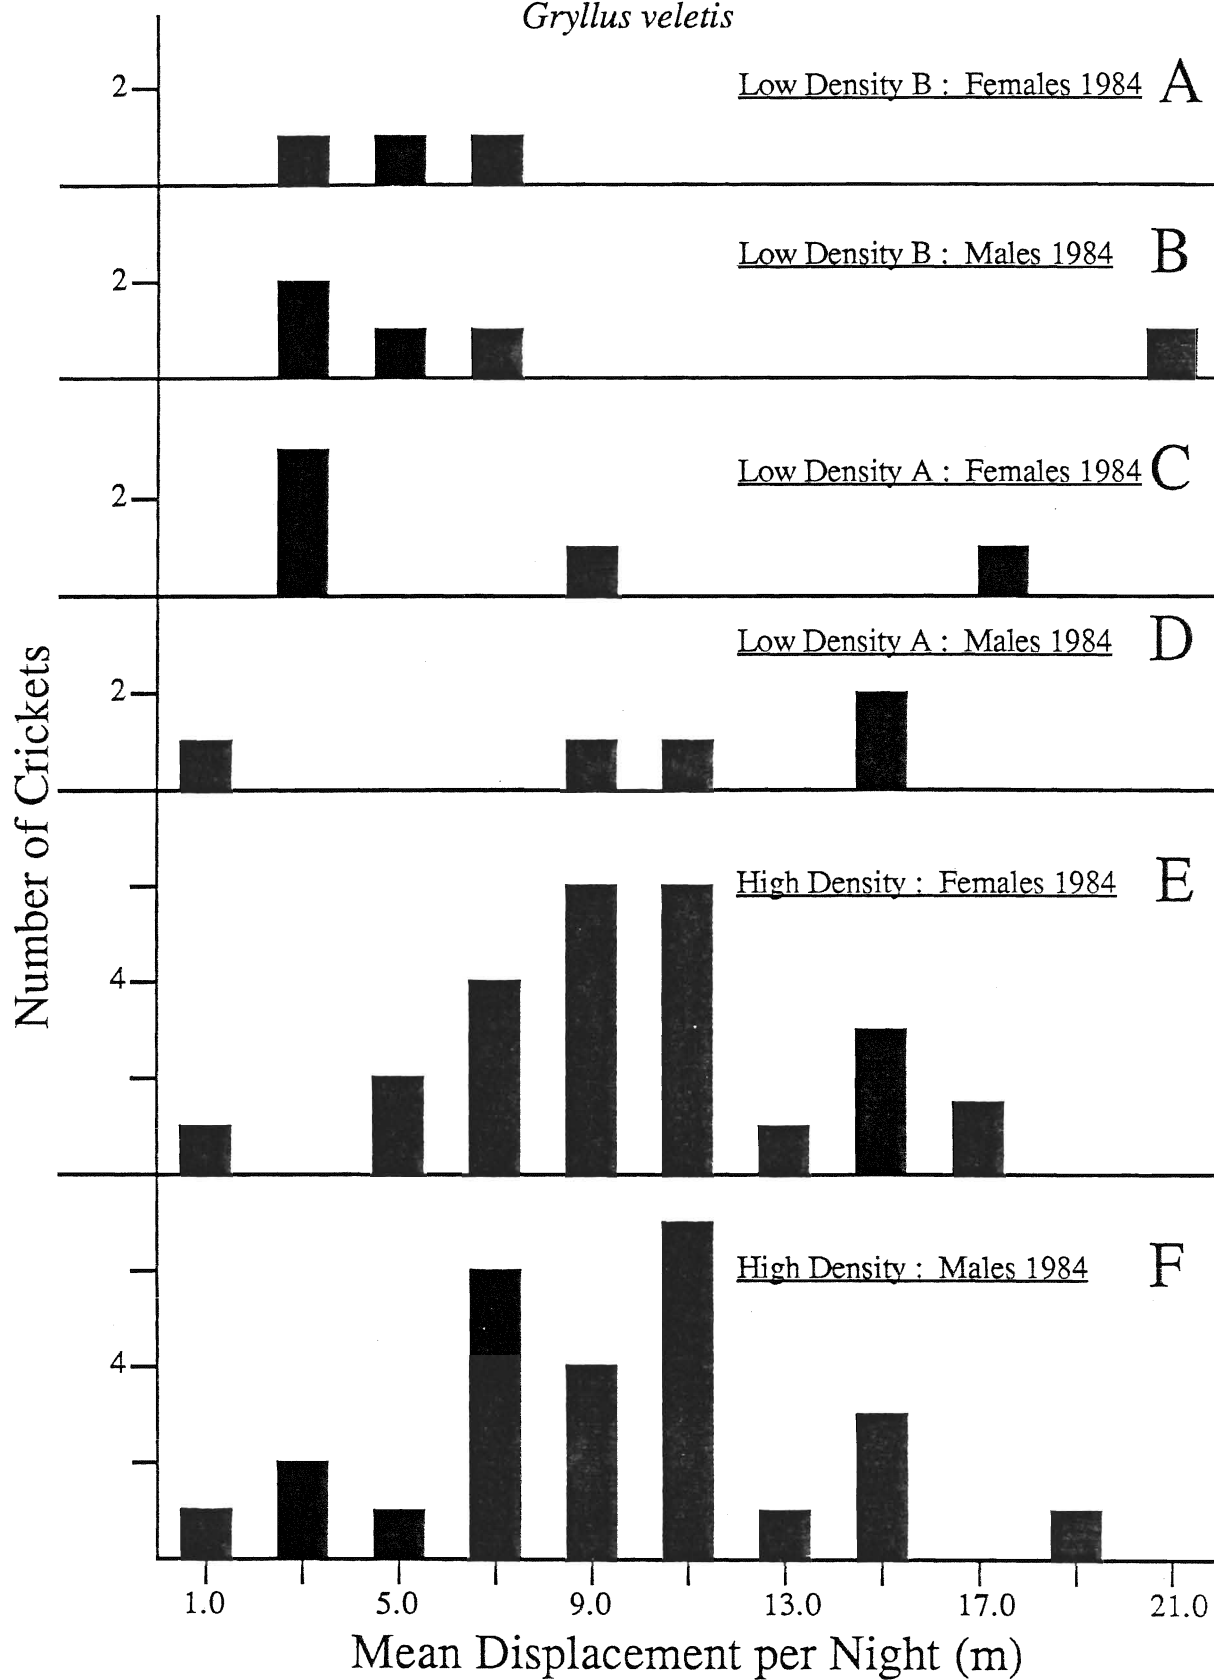 Gryllus veletis
2
Low Density B : Females 1984 A
2
Low Density B : Males 1984 B
2
Low Density A : Females 1984 C
2
Low Density A : Males 1984 D
Number of Crickets
High Density : Females 1984 E
4
High Density : Males 1984 F
4
1.0 5.0 9.0 13.0 17.0 21.0
Mean Displacement per Night (m)